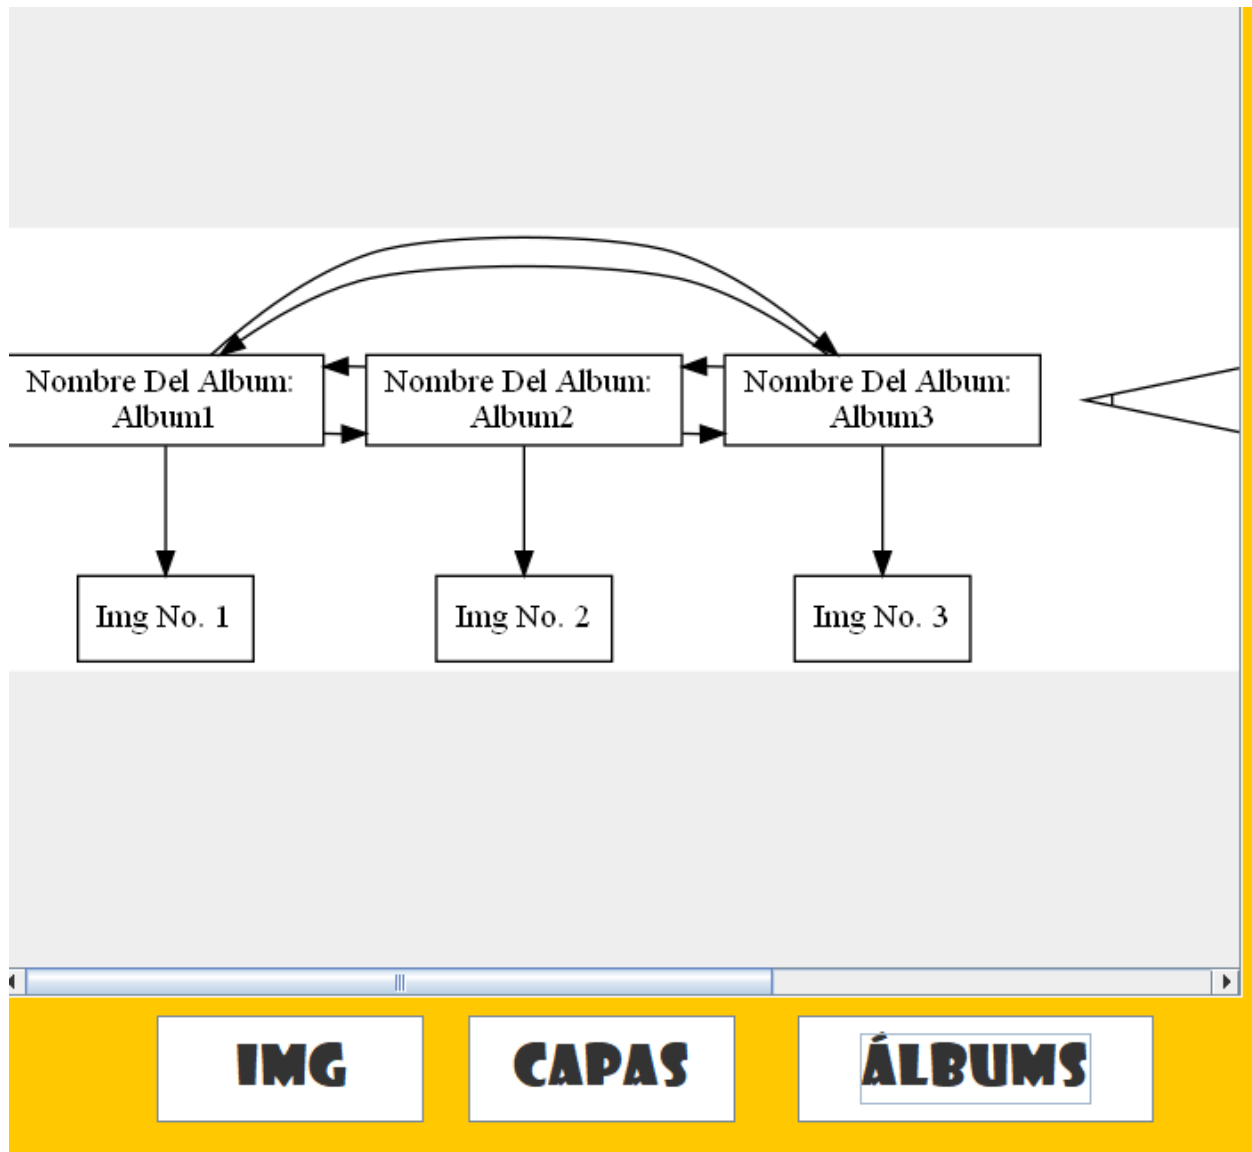 Nombre Del Album:
Album1
Nombre Del Album:
Album2
Nombre Del Album:
Album3
Img No. 1
Img No. 2
Img No. 3
IMG
CAPAS
ÁLBUMS